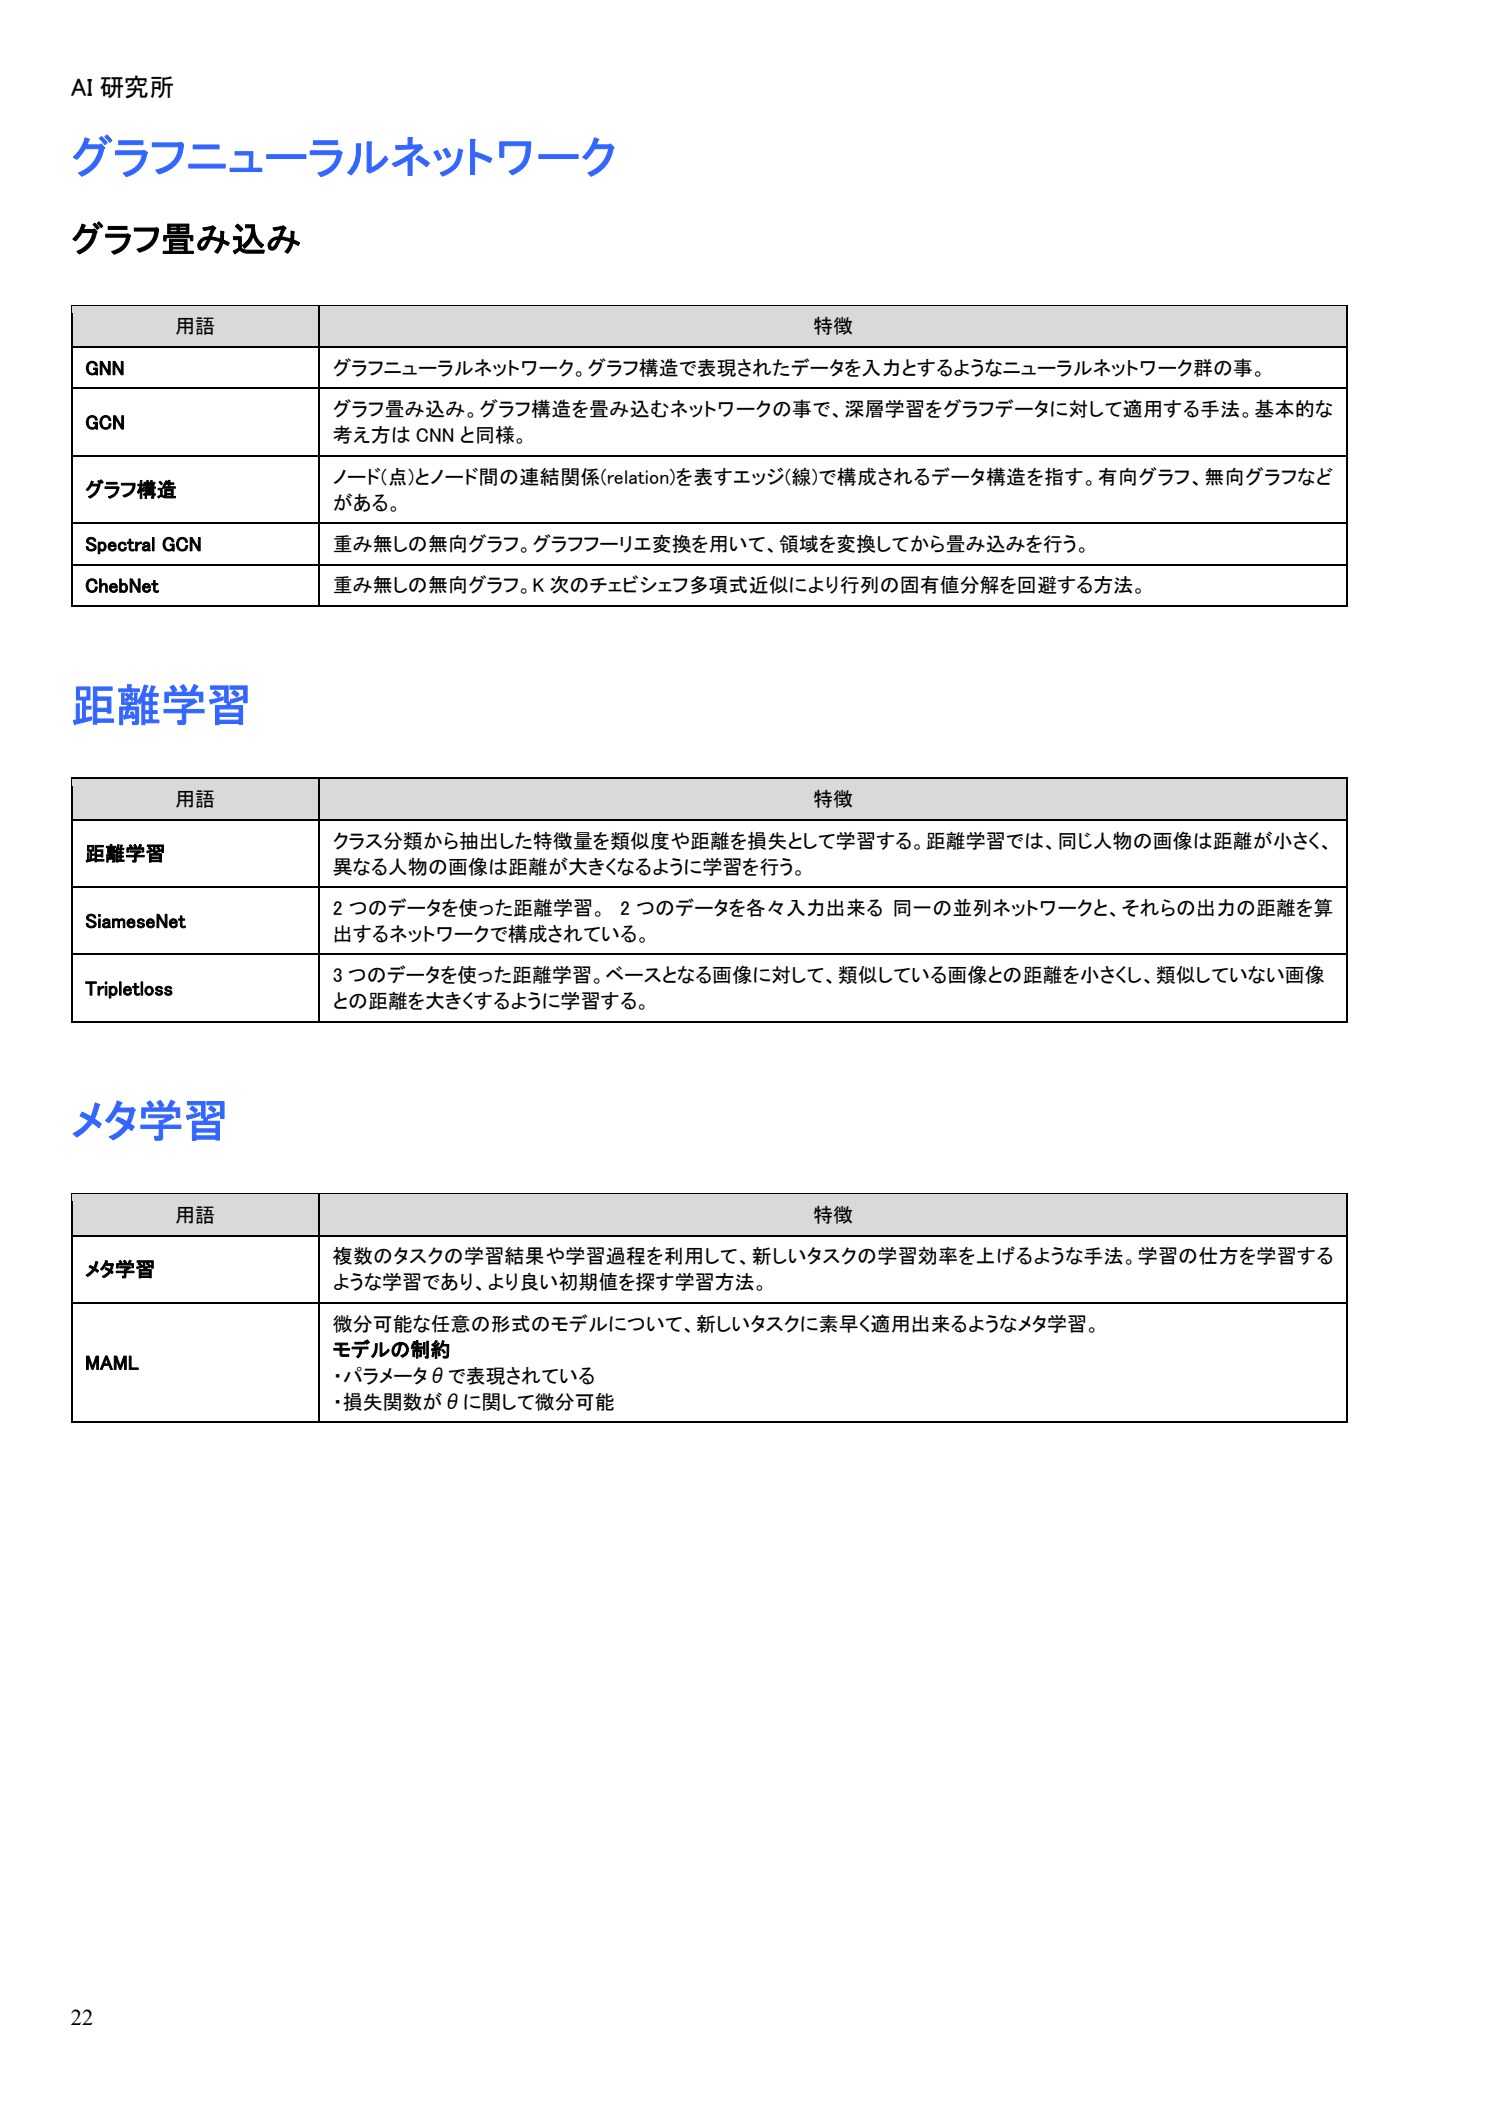 AI 研究所
グラフニューラルネットワーク
グラフ畳み込み
用語 特徴
GNN グラフニューラルネットワーク。グラフ構造で表現されたデータを入力とするようなニューラルネットワーク群の事。
GCN グラフ畳み込み。グラフ構造を畳み込むネットワークの事で、深層学習をグラフデータに対して適用する手法。基本的な
考え方は CNN と同様。
グラフ構造 ノード(点)とノード間の連結関係(relation)を表すエッジ(線)で構成されるデータ構造を指す。有向グラフ、無向グラフなど
がある。
Spectral GCN 重み無しの無向グラフ。グラフフーリエ変換を用いて、領域を変換してから畳み込みを行う。
ChebNet 重み無しの無向グラフ。K 次のチェビシェフ多項式近似により行列の固有値分解を回避する方法。
距離学習
用語 特徴
距離学習 クラス分類から抽出した特徴量を類似度や距離を損失として学習する。距離学習では、同じ人物の画像は距離が小さく、
異なる人物の画像は距離が大きくなるように学習を行う。
SiameseNet 2 つのデータを使った距離学習。 2 つのデータを各々入力出来る 同一の並列ネットワークと、それらの出力の距離を算
出するネットワークで構成されている。
Tripletloss 3 つのデータを使った距離学習。ベースとなる画像に対して、類似している画像との距離を小さくし、類似していない画像
との距離を大きくするように学習する。
メタ学習
用語 特徴
メタ学習 複数のタスクの学習結果や学習過程を利用して、新しいタスクの学習効率を上げるような手法。学習の仕方を学習する
ような学習であり、より良い初期値を探す学習方法。
MAML 微分可能な任意の形式のモデルについて、新しいタスクに素早く適用出来るようなメタ学習。
モデルの制約
・パラメータ θ で表現されている
・損失関数が θ に関して微分可能
22